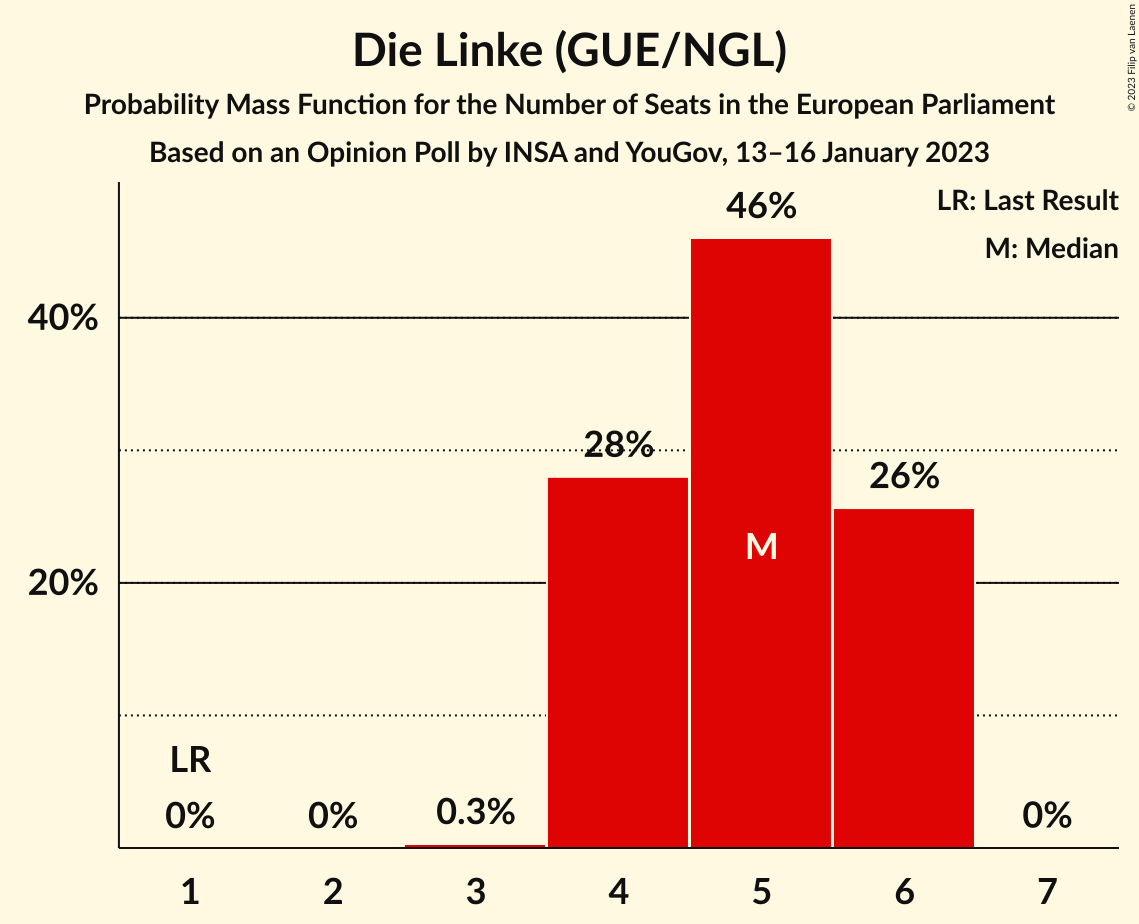 Die Linke (GUE/NGL)
Probability Mass Function for the Number of Seats in the European Parliament
Based on an Opinion Poll by INSA and YouGov, 13–16 January 2023
© 2023 Filip van Laenen
LR: Last Result
M: Median
46%
40%
28%
26%
M
20%
LR
0%
0%
0.3%
0%
1
2
3
4
5
6
7